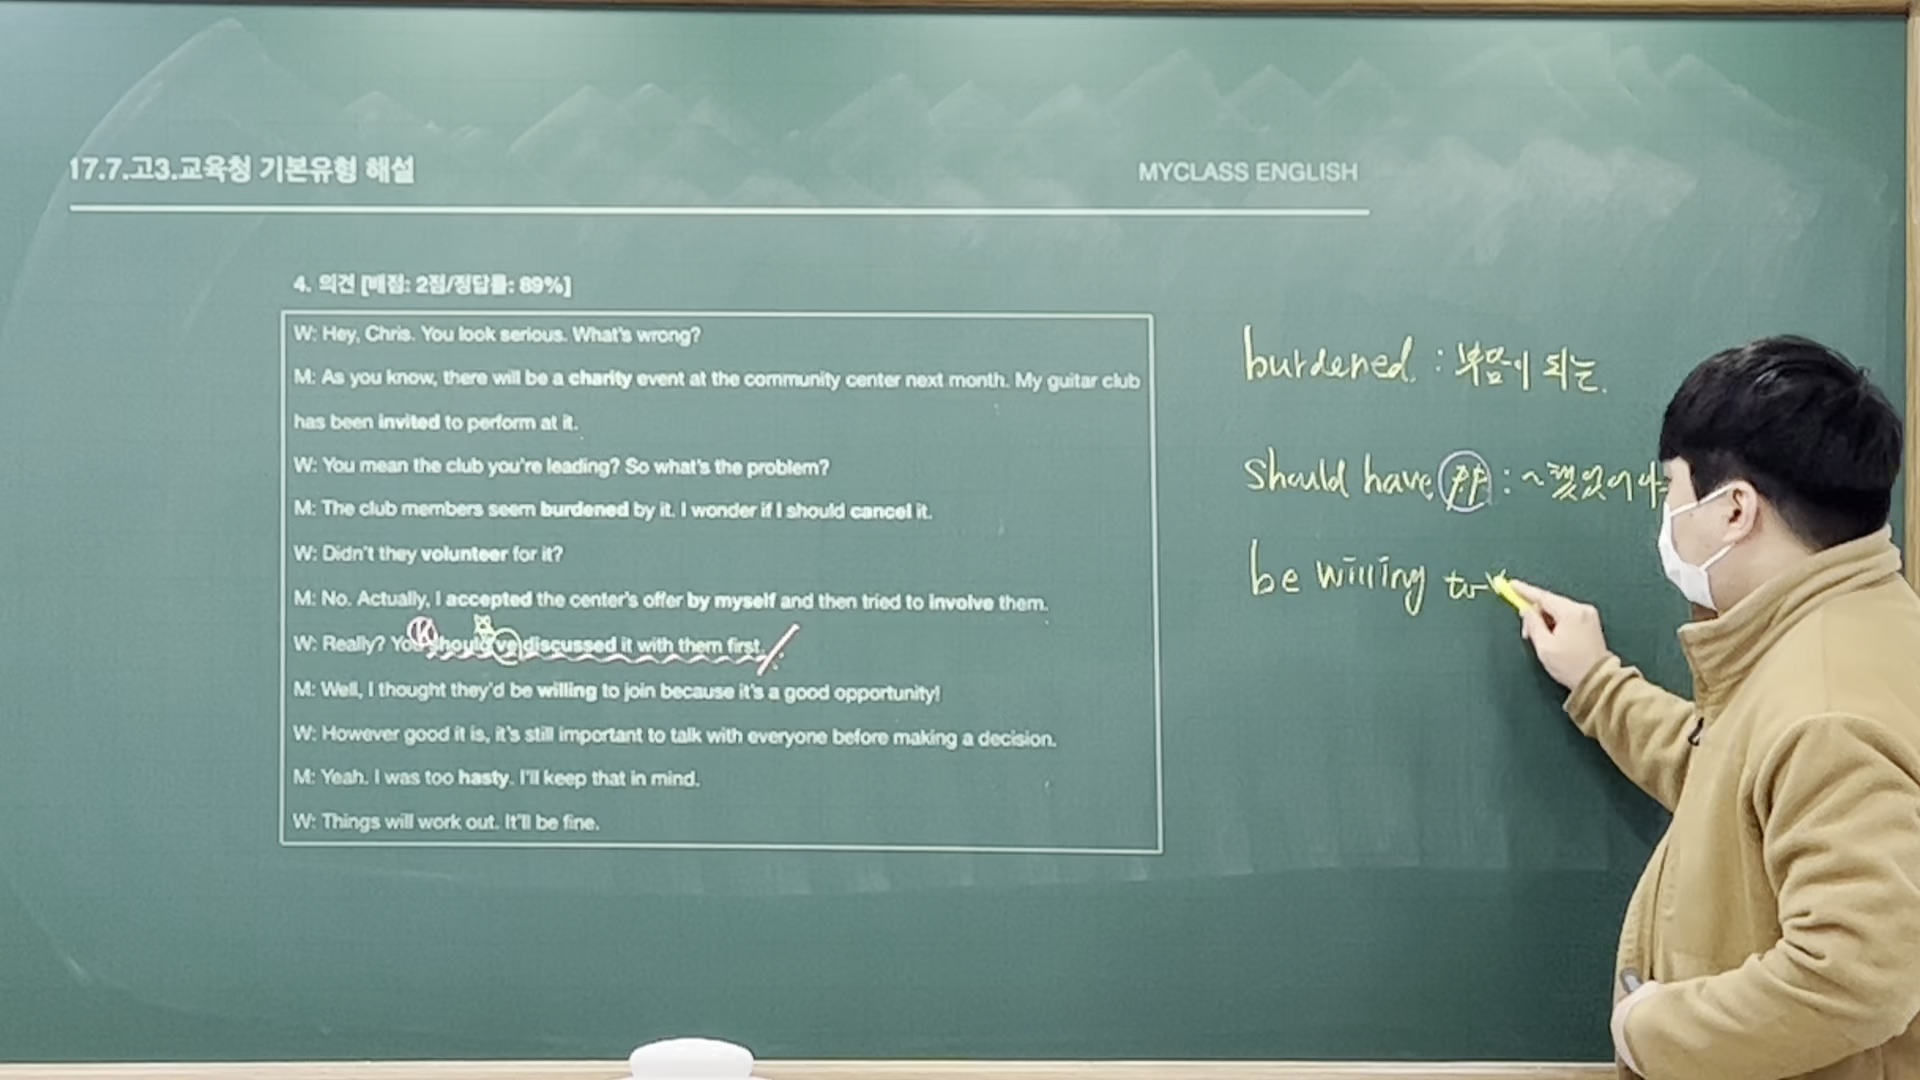 17.7.고3.교육청 기본유형 해설
MYCLASS ENGLISH
4. 의견 [배점: 2점/정답률: 89%]
W: Hey, Chris. You look serious. What's wrong?
M: As you know, there will be a charity event at the community center next month. My guitar club
has been invited to perform at it.
W: You mean the club you're leading? So what's the problem?
M: The club members seem burdened by it. I wonder if I should cancel it.
W: Didn't they volunteer for it?
M: No. Actually, I accepted the center's offer by myself and then tried to involve them.
W: Really? You should've discussed it with them first.
M: Well, I thought they'd be willing to join because it's a good opportunity!
W: However good it is, it's still important to talk with everyone before making a decision.
M: Yeah. I was too hasty. I'll keep that in mind.
W: Things will work out. It'll be fine.
burdened : 부담이 되는.
should have p.p : ~했었어야
be willing to